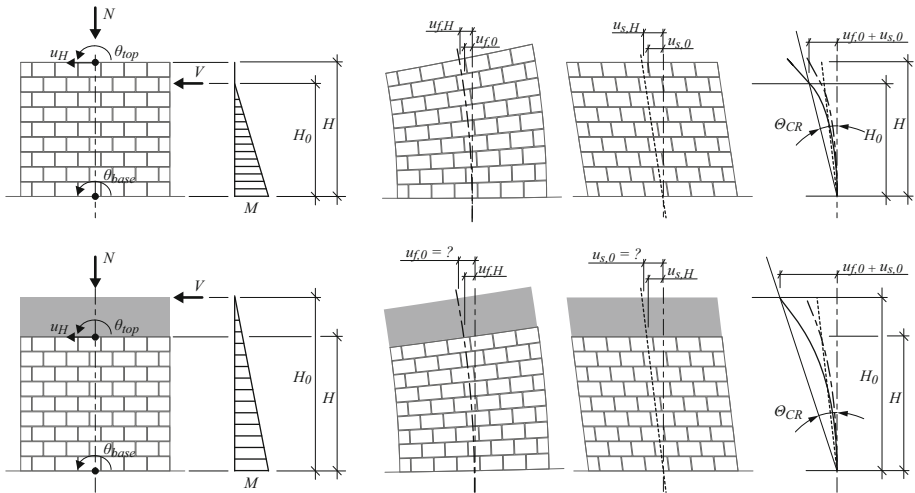 N
u_H
θ_top
V
H_0
H
θ_base
M
u_f,H
u_f,0
u_s,H
u_s,0
u_f,0 + u_s,0
Θ_CR
H_0
H
N
V
u_H
θ_top
H_0
H
θ_base
M
u_f,0 = ?
u_f,H
u_s,0 = ?
u_s,H
u_f,0 + u_s,0
H_0
H
Θ_CR